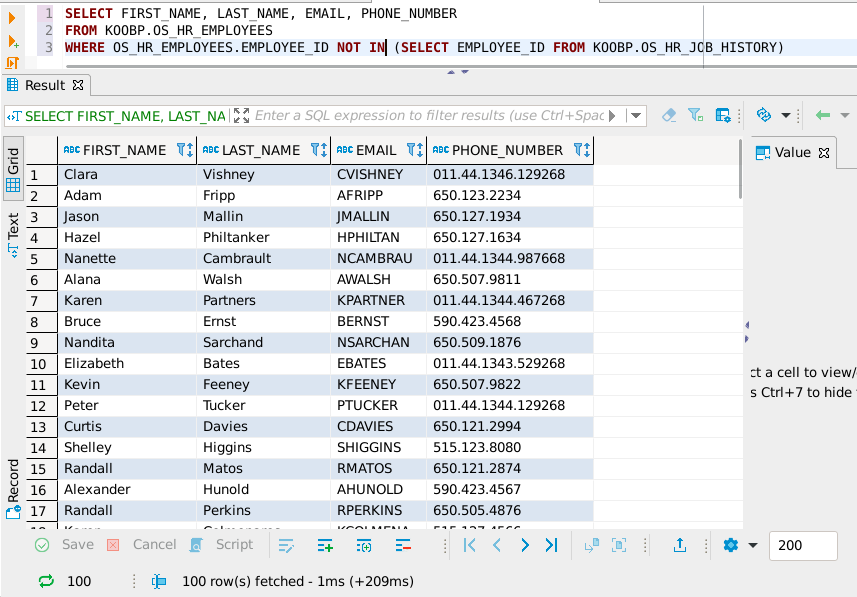 1 SELECT FIRST_NAME, LAST_NAME, EMAIL, PHONE_NUMBER
2 FROM KOOBP.OS_HR_EMPLOYEES
3 WHERE OS_HR_EMPLOYEES.EMPLOYEE_ID NOT IN (SELECT EMPLOYEE_ID FROM KOOBP.OS_HR_JOB_HISTORY)
Result
SELECT FIRST_NAME, LAST_NA Enter a SQL expression to filter results (use Ctrl+Spac
Grid
Text
Record
ABC FIRST_NAME ABC LAST_NAME ABC EMAIL ABC PHONE_NUMBER
1 Clara Vishney CVISHNEY 011.44.1346.129268
2 Adam Fripp AFRIPP 650.123.2234
3 Jason Mallin JMALLIN 650.127.1934
4 Hazel Philtanker HPHILTAN 650.127.1634
5 Nanette Cambrault NCAMBRAU 011.44.1344.987668
6 Alana Walsh AWALSH 650.507.9811
7 Karen Partners KPARTNER 011.44.1344.467268
8 Bruce Ernst BERNST 590.423.4568
9 Nandita Sarchand NSARCHAN 650.509.1876
10 Elizabeth Bates EBATES 011.44.1343.529268
11 Kevin Feeney KFEENEY 650.507.9822
12 Peter Tucker PTUCKER 011.44.1344.129268
13 Curtis Davies CDAVIES 650.121.2994
14 Shelley Higgins SHIGGINS 515.123.8080
15 Randall Matos RMATOS 650.121.2874
16 Alexander Hunold AHUNOLD 590.423.4567
17 Randall Perkins RPERKINS 650.505.4876
Value
ct a cell to view/
s Ctrl+7 to hide
Save Cancel Script 200
100 100 row(s) fetched - 1ms (+209ms)